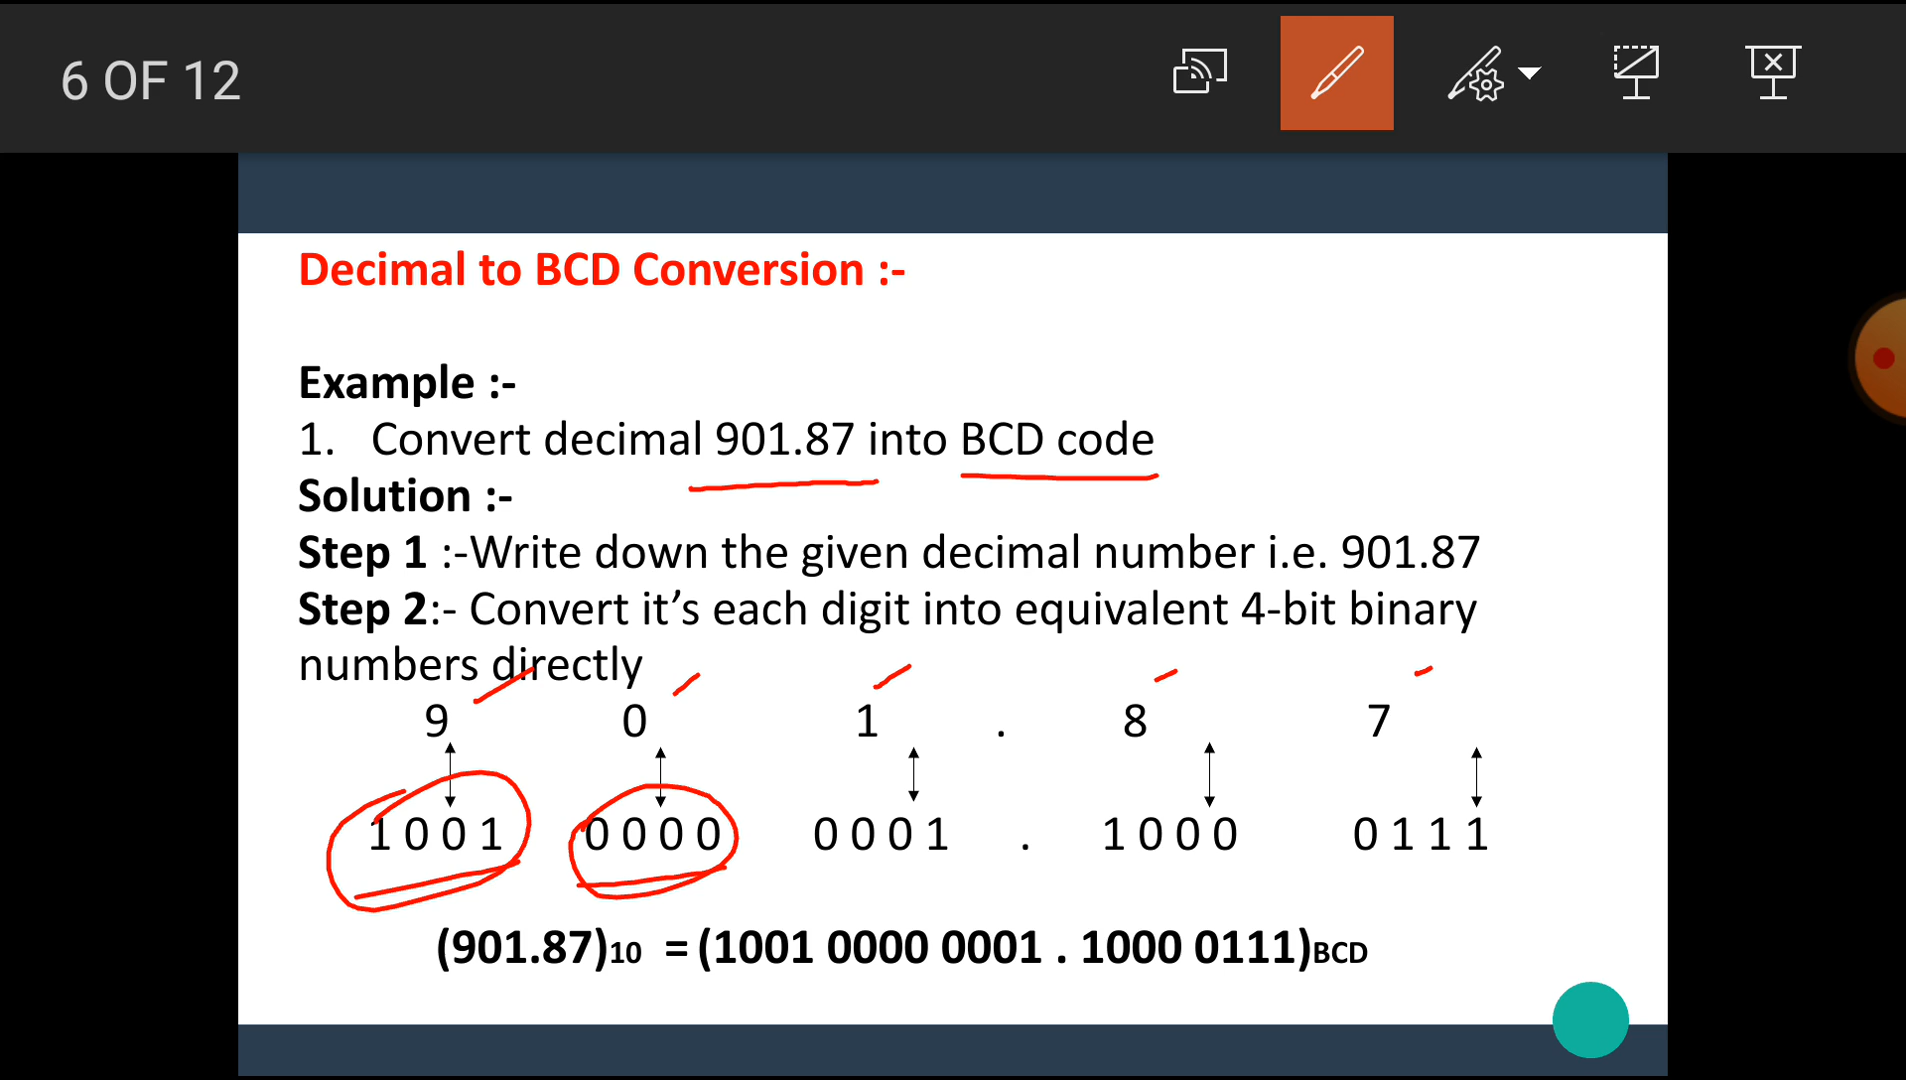 6 OF 12
Decimal to BCD Conversion :-
Example :-
1. Convert decimal 901.87 into BCD code
Solution :-
Step 1 :-Write down the given decimal number i.e. 901.87
Step 2:- Convert it’s each digit into equivalent 4-bit binary
numbers directly
9 0 1 . 8 7
1 0 0 1 0 0 0 0 0 0 0 1 . 1 0 0 0 0 1 1 1
(901.87)10 = (1001 0000 0001 . 1000 0111)BCD